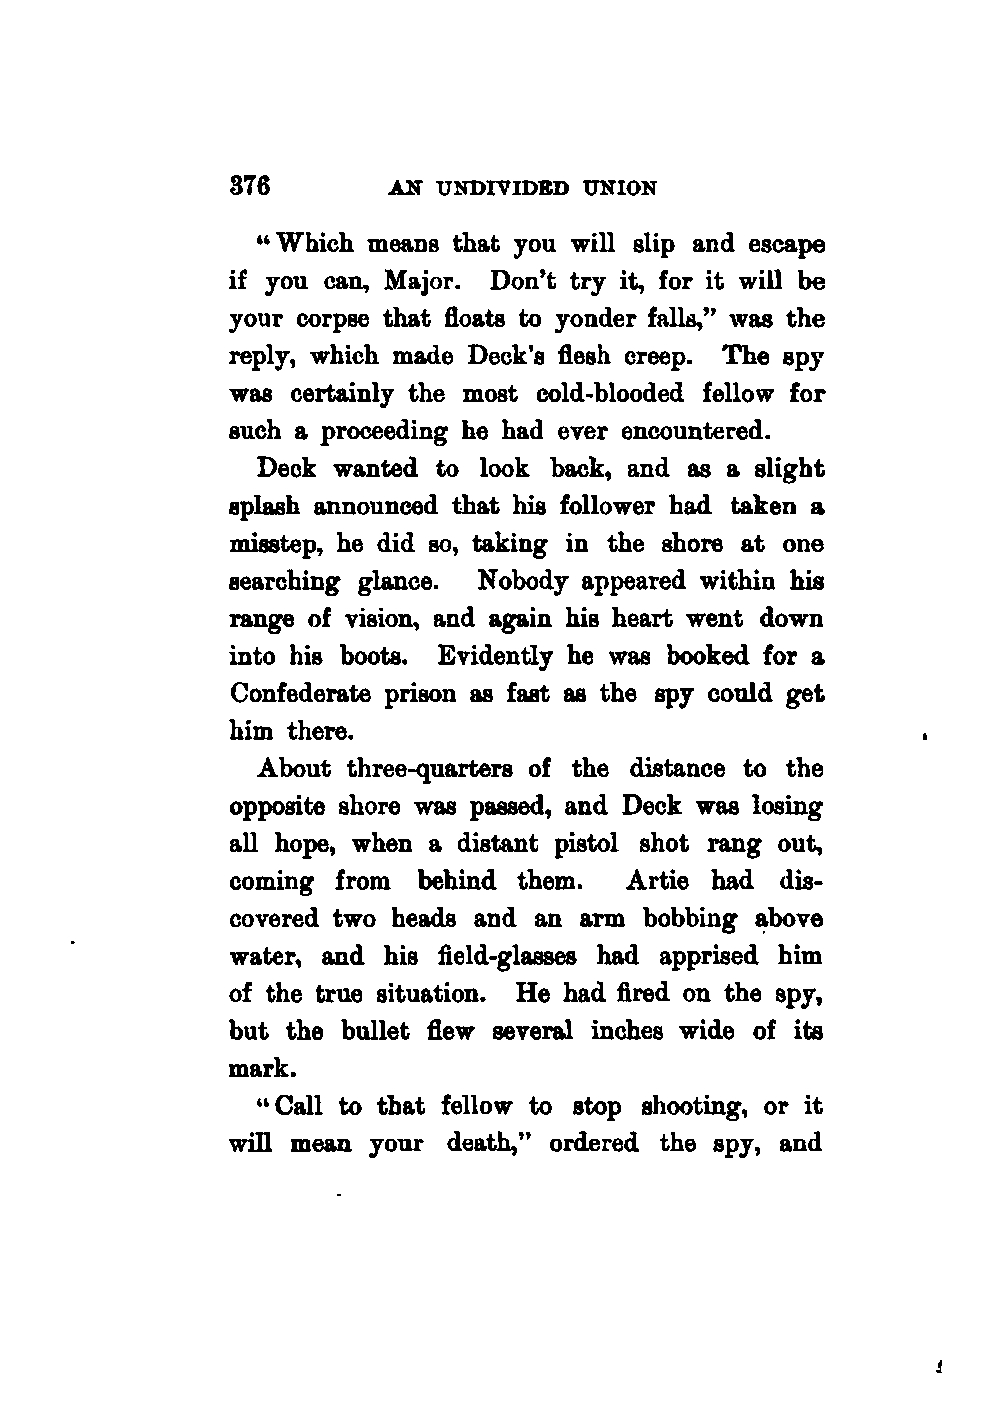 376 AN UNDIVIDED UNION
“Which means that you will slip and escape
if you can, Major. Don't try it, for it will be
your corpse that floats to yonder falls,” was the
reply, which made Deck's flesh creep. The spy
was certainly the most cold-blooded fellow for
such a proceeding he had ever encountered.
Deck wanted to look back, and as a slight
splash announced that his follower had taken a
misstep, he did so, taking in the shore at one
searching glance. Nobody appeared within his
range of vision, and again his heart went down
into his boots. Evidently he was booked for a
Confederate prison as fast as the spy could get
him there.
About three-quarters of the distance to the
opposite shore was passed, and Deck was losing
all hope, when a distant pistol shot rang out,
coming from behind them. Artie had dis-
covered two heads and an arm bobbing above
water, and his field-glasses had apprised him
of the true situation. He had fired on the spy,
but the bullet flew several inches wide of its
mark.
“Call to that fellow to stop shooting, or it
will mean your death,” ordered the spy, and